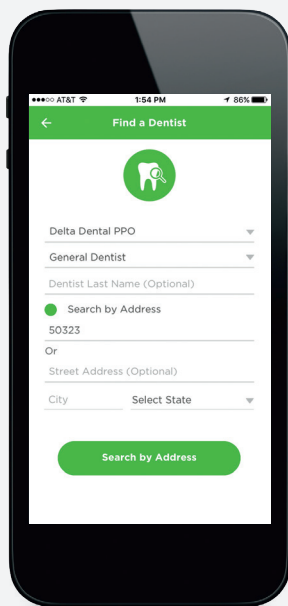 AT&T 1:54 PM 86%
Find a Dentist
Delta Dental PPO
General Dentist
Dentist Last Name (Optional)
Search by Address
50323
Or
Street Address (Optional)
City Select State
Search by Address